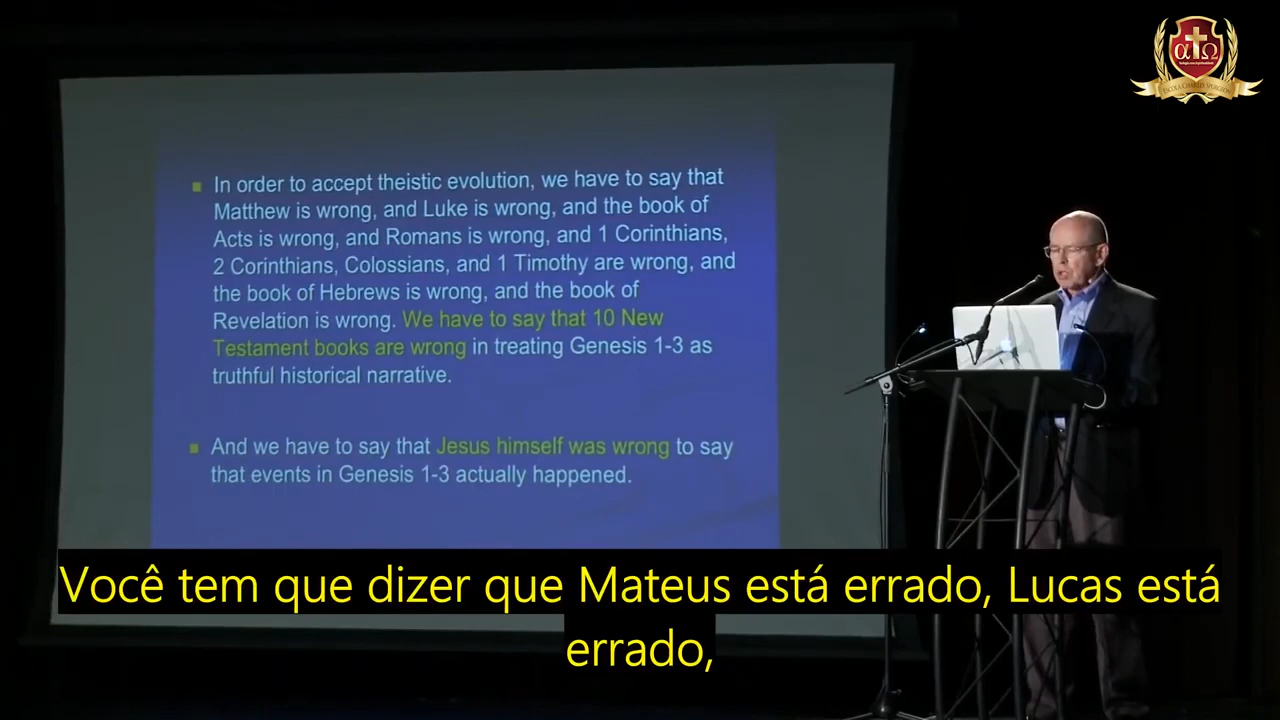 In order to accept theistic evolution, we have to say that
Matthew is wrong, and Luke is wrong, and the book of
Acts is wrong, and Romans is wrong, and 1 Corinthians,
2 Corinthians, Colossians, and 1 Timothy are wrong, and
the book of Hebrews is wrong, and the book of
Revelation is wrong. We have to say that 10 New
Testament books are wrong in treating Genesis 1-3 as
truthful historical narrative.
And we have to say that Jesus himself was wrong to say
that events in Genesis 1-3 actually happened.
α Ω
ESCOLA CHARLES SPURGEON
Você tem que dizer que Mateus está errado, Lucas está
errado,